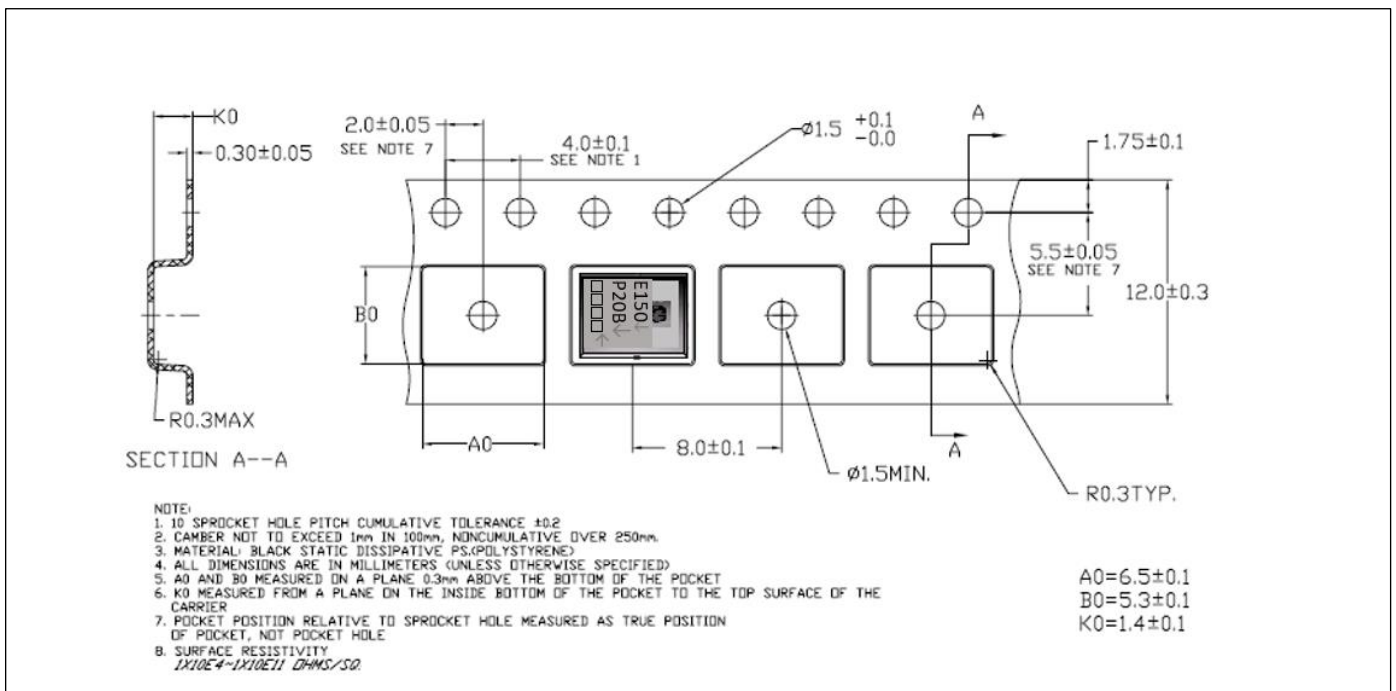 K0
0.30±0.05
2.0±0.05
SEE NOTE 7
4.0±0.1
SEE NOTE 1
Ø1.5 +0.1 -0.0
A
1.75±0.1
5.5±0.05
SEE NOTE 7
12.0±0.3
B0
E150
P20B
R0.3MAX
SECTION A--A
A0
8.0±0.1
Ø1.5MIN.
A
R0.3TYP.
NOTE:
1. 10 SPROCKET HOLE PITCH CUMULATIVE TOLERANCE ±0.2
2. CAMBER NOT TO EXCEED 1mm IN 100mm, NONCUMULATIVE OVER 250mm.
3. MATERIAL: BLACK STATIC DISSIPATIVE PS.(POLYSTYRENE)
4. ALL DIMENSIONS ARE IN MILLIMETERS (UNLESS OTHERWISE SPECIFIED)
5. A0 AND B0 MEASURED ON A PLANE 0.3mm ABOVE THE BOTTOM OF THE POCKET
6. K0 MEASURED FROM A PLANE ON THE INSIDE BOTTOM OF THE POCKET TO THE TOP SURFACE OF THE
CARRIER
7. POCKET POSITION RELATIVE TO SPROCKET HOLE MEASURED AS TRUE POSITION
OF POCKET, NOT POCKET HOLE
8. SURFACE RESISTIVITY
1X10E4~1X10E11 OHMS/SQ.
A0=6.5±0.1
B0=5.3±0.1
K0=1.4±0.1